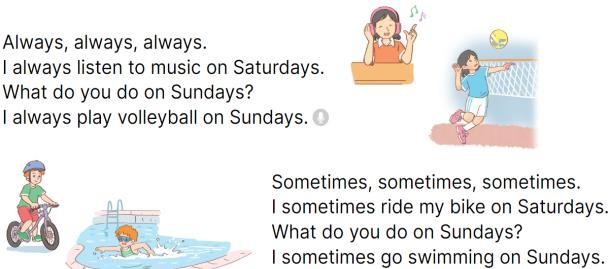 Always, always, always.
I always listen to music on Saturdays.
What do you do on Sundays?
I always play volleyball on Sundays.
Sometimes, sometimes, sometimes.
I sometimes ride my bike on Saturdays.
What do you do on Sundays?
I sometimes go swimming on Sundays.